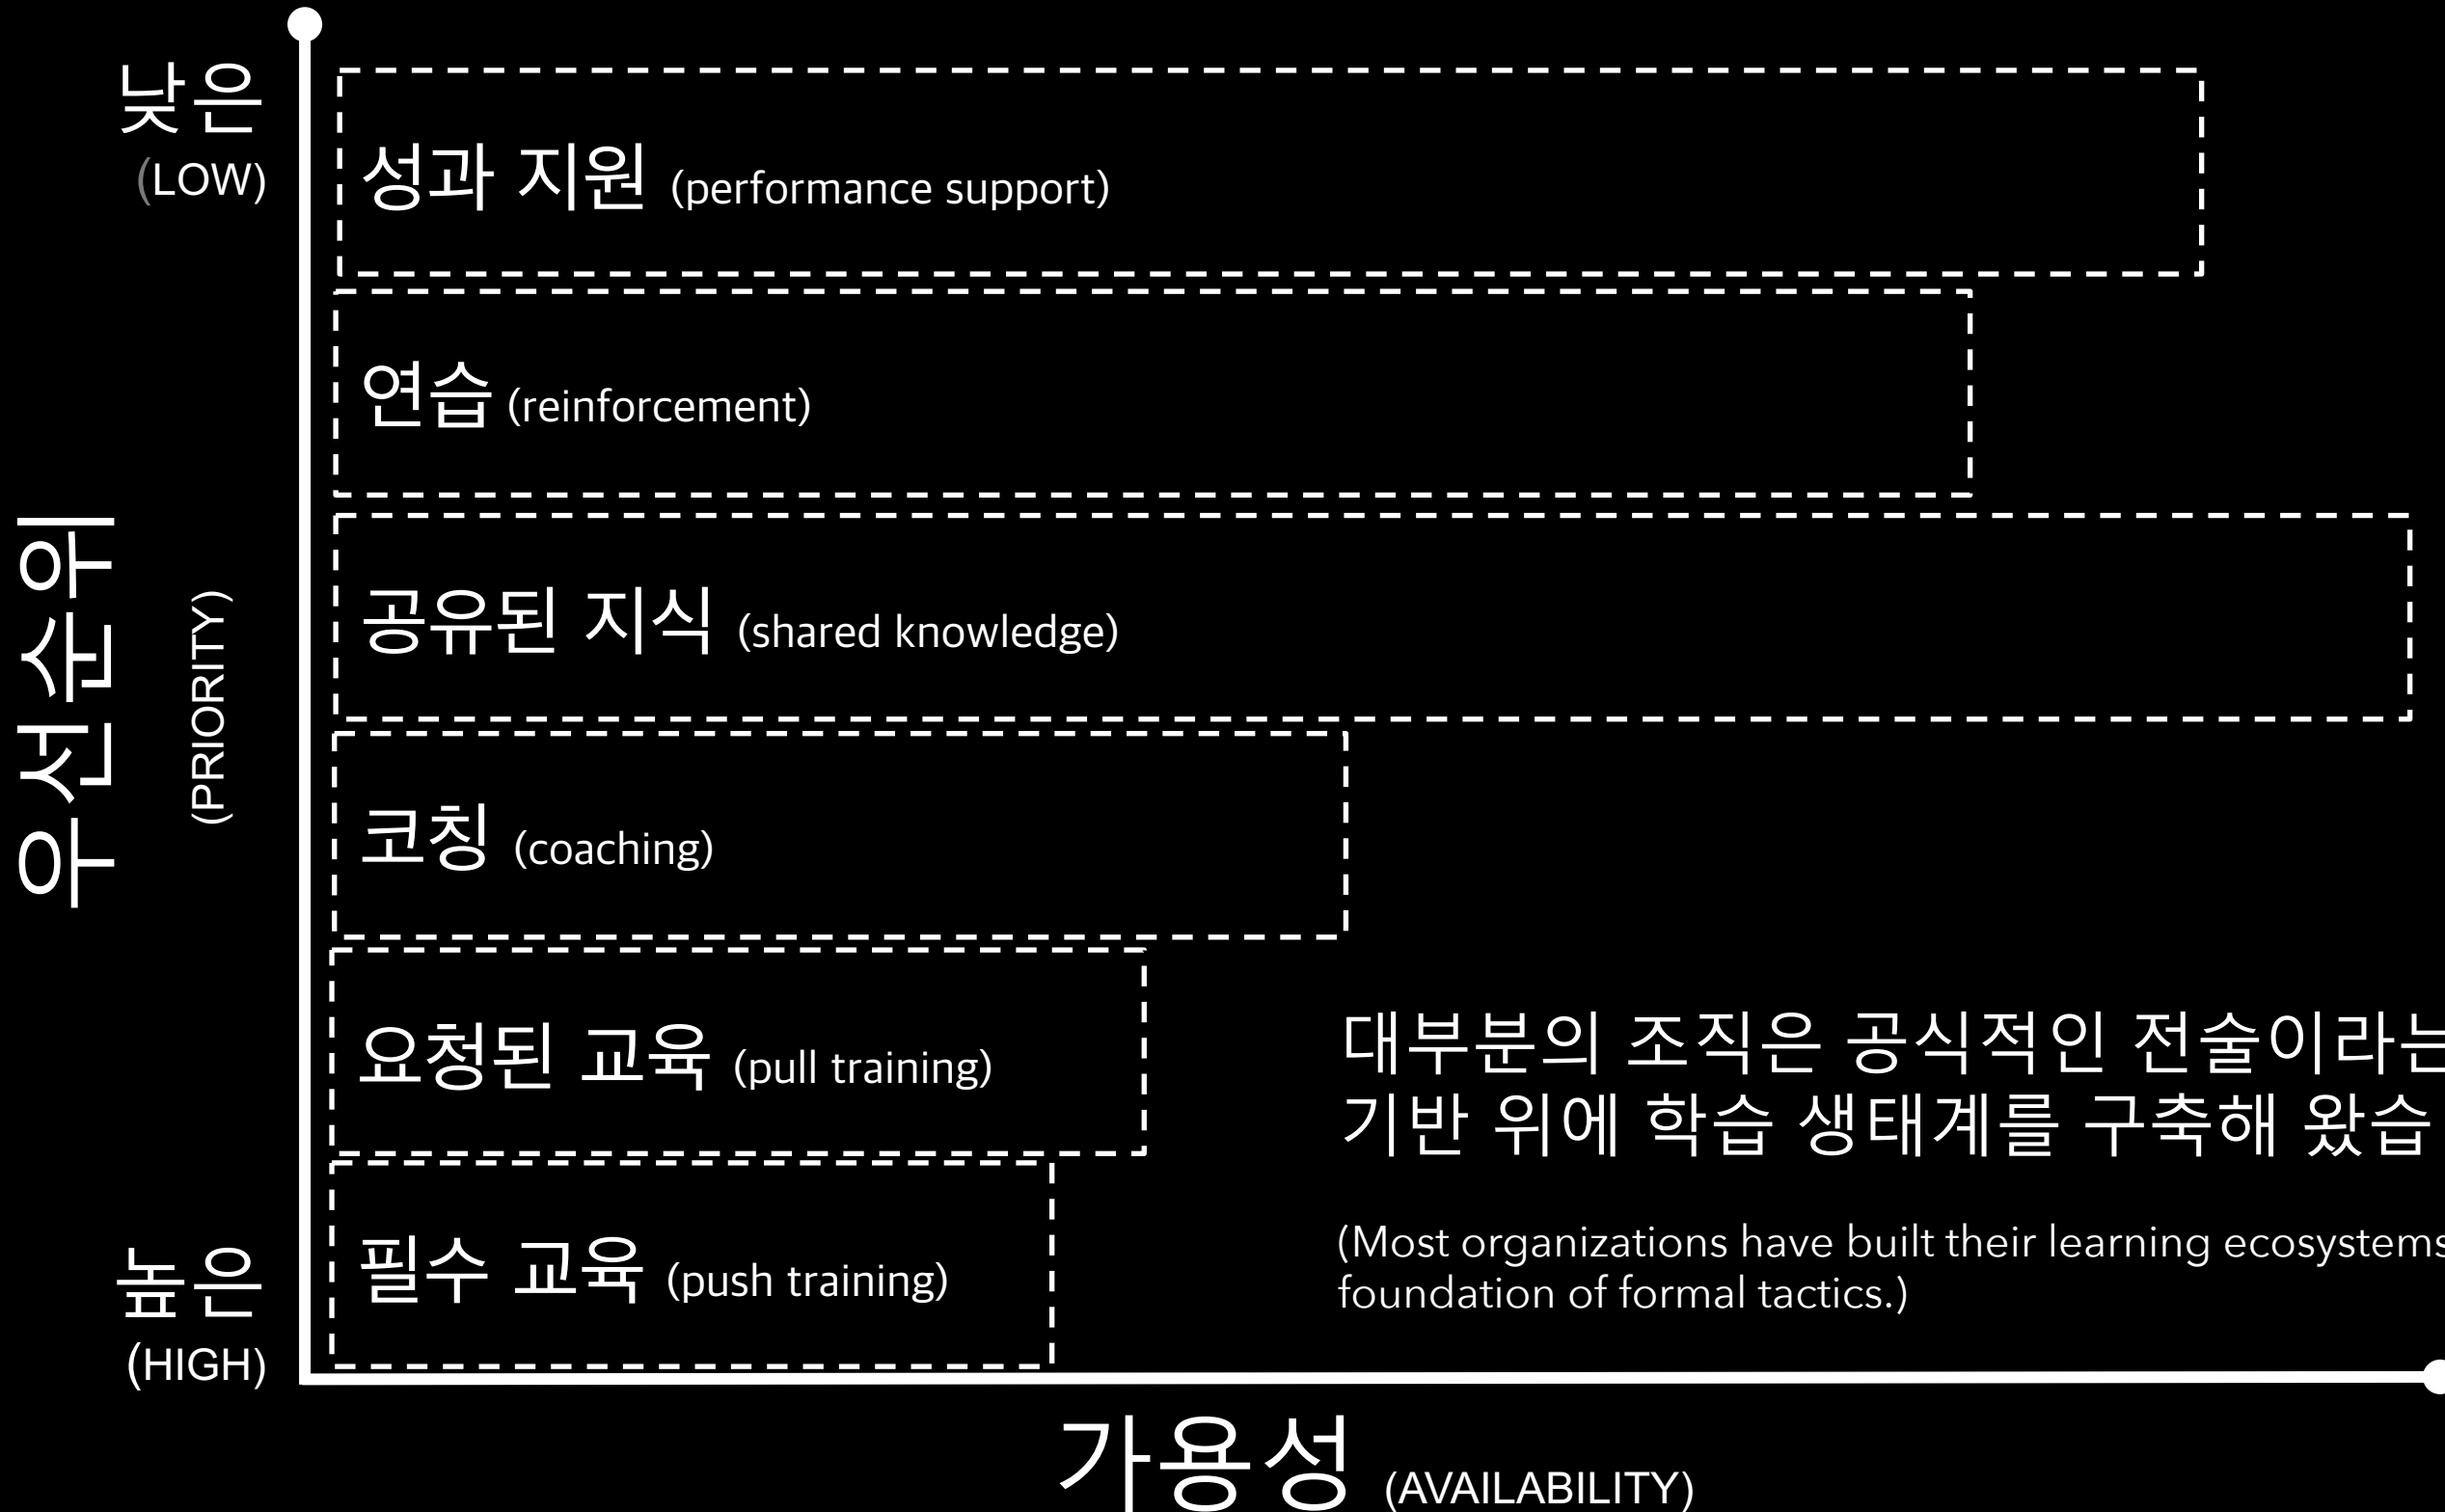 낮은
(LOW)
성과 지원 (performance support)
연습 (reinforcement)
공유된 지식 (shared knowledge)
우선순위
(PRIORITY)
코칭 (coaching)
요청된 교육 (pull training)
대부분의 조직은 공식적인 전술이라는
기반 위에 학습 생태계를 구축해 왔습
필수 교육 (push training)
(Most organizations have built their learning ecosystems
foundation of formal tactics.)
높은
(HIGH)
가용성 (AVAILABILITY)